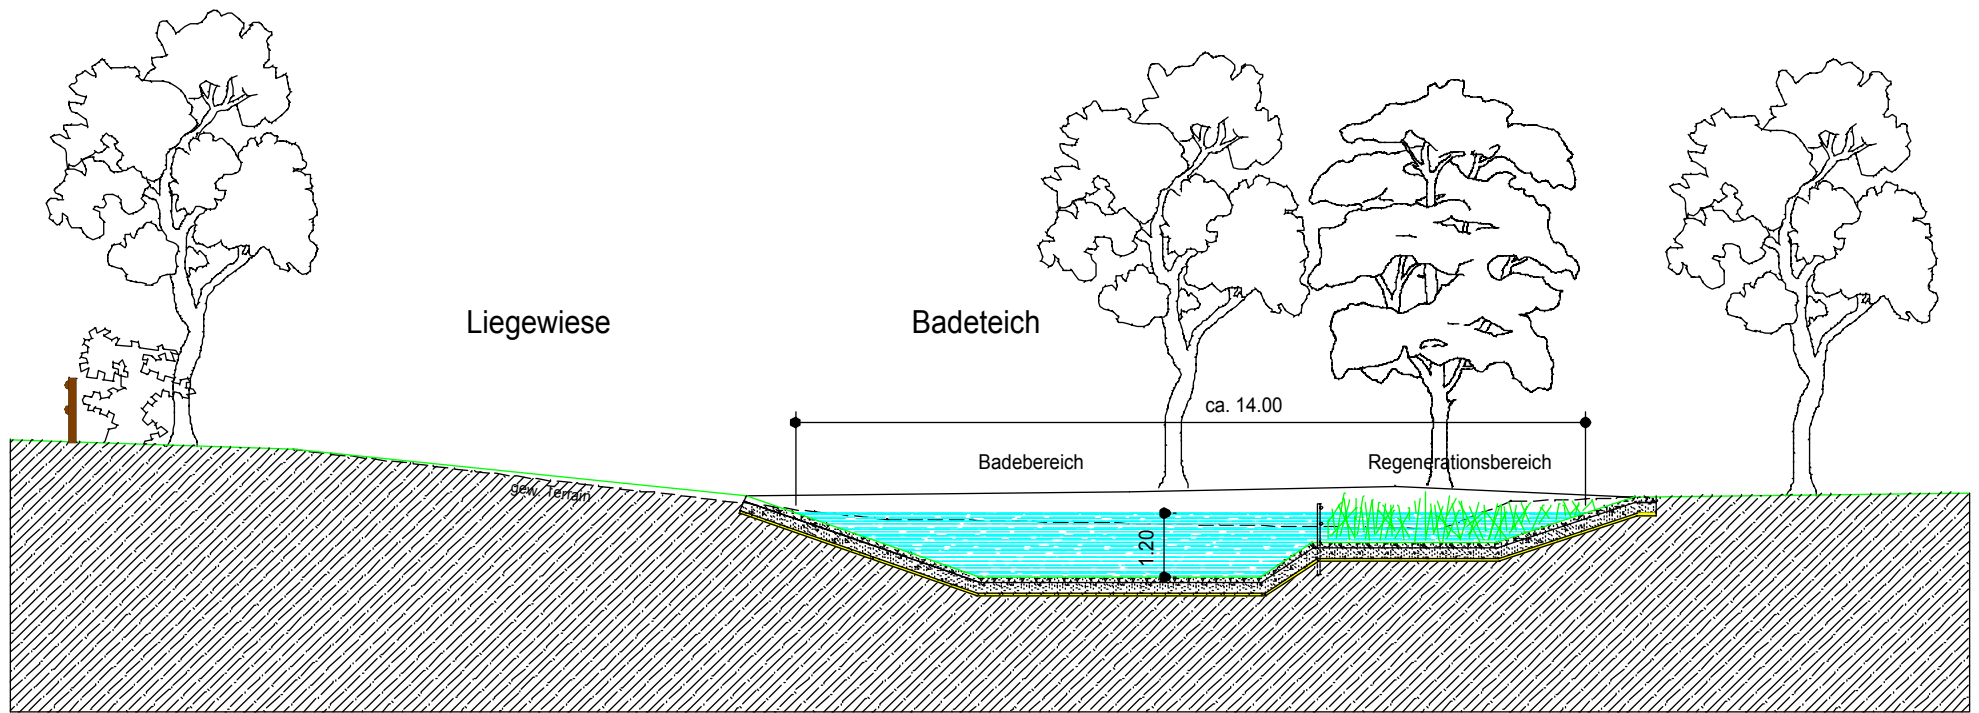 Liegewiese
Badeteich
ca. 14.00
Badebereich
Regenerationsbereich
gew. Terrain
1.20